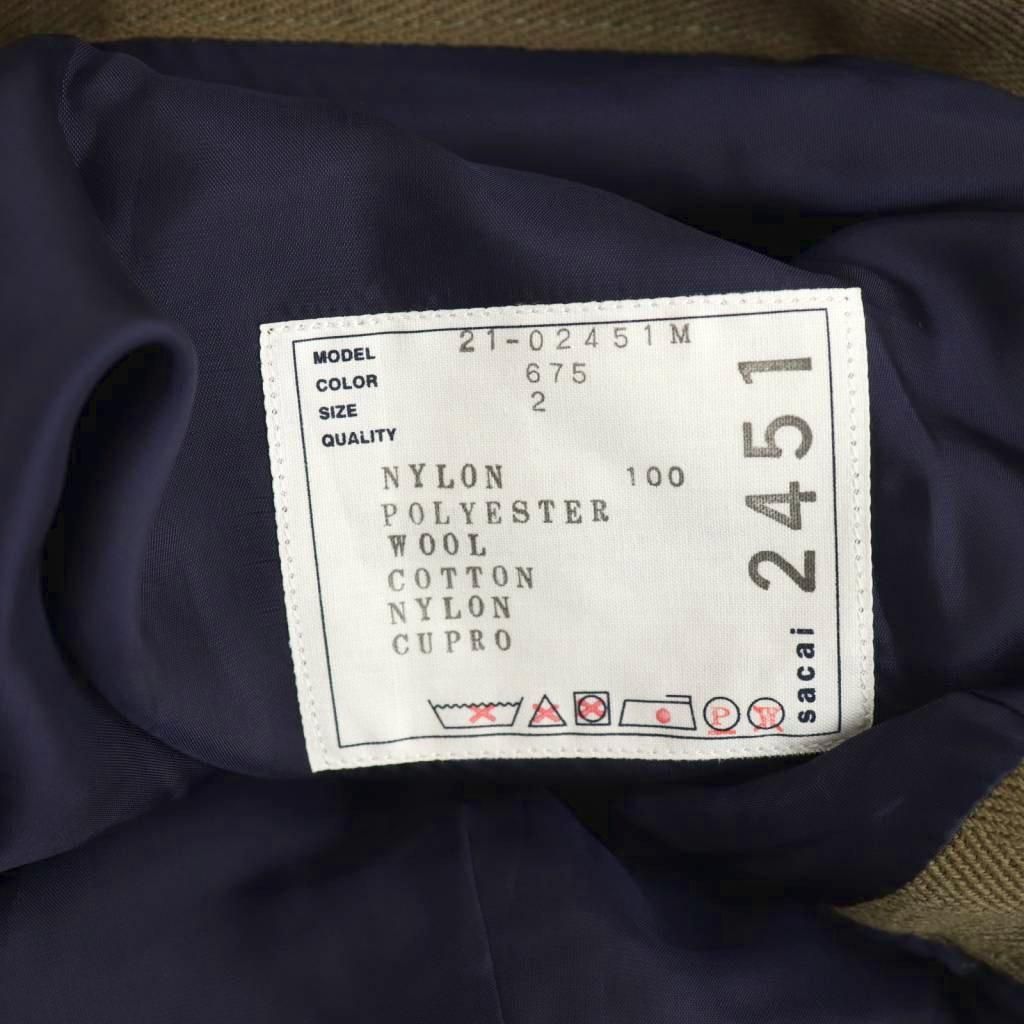 MODEL 21-02451M
COLOR 675
SIZE 2
QUALITY
NYLON 100
POLYESTER
WOOL
COTTON
NYLON
CUPRO
P W
sacai 2451